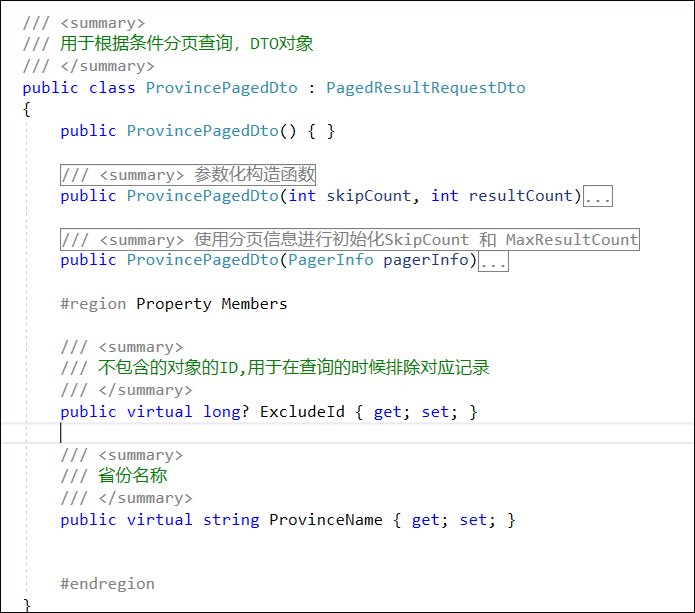 /// <summary>
/// 用于根据条件分页查询，DTO对象
/// </summary>
public class ProvincePagedDto : PagedResultRequestDto
{
public ProvincePagedDto() { }
/// <summary> 参数化构造函数
public ProvincePagedDto(int skipCount, int resultCount)...
/// <summary> 使用分页信息进行初始化SkipCount 和 MaxResultCount
public ProvincePagedDto(PagerInfo pagerInfo)...
#region Property Members
/// <summary>
/// 不包含的对象的ID,用于在查询的时候排除对应记录
/// </summary>
public virtual long? ExcludeId { get; set; }
/// <summary>
/// 省份名称
/// </summary>
public virtual string ProvinceName { get; set; }
#endregion
}